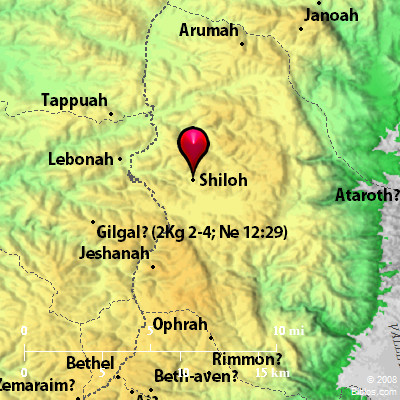 Janoah
Arumah
Tappuah
Lebonah
Shiloh
Ataroth?
Gilgal? (2Kg 2-4; Ne 12:29)
Jeshanah
Ophrah
0 5 10 mi
Bethel
Rimmon?
0 5 10 15 km
Beth-aven?
Zemaraim?
Ai?
© 2008
Bibles.com